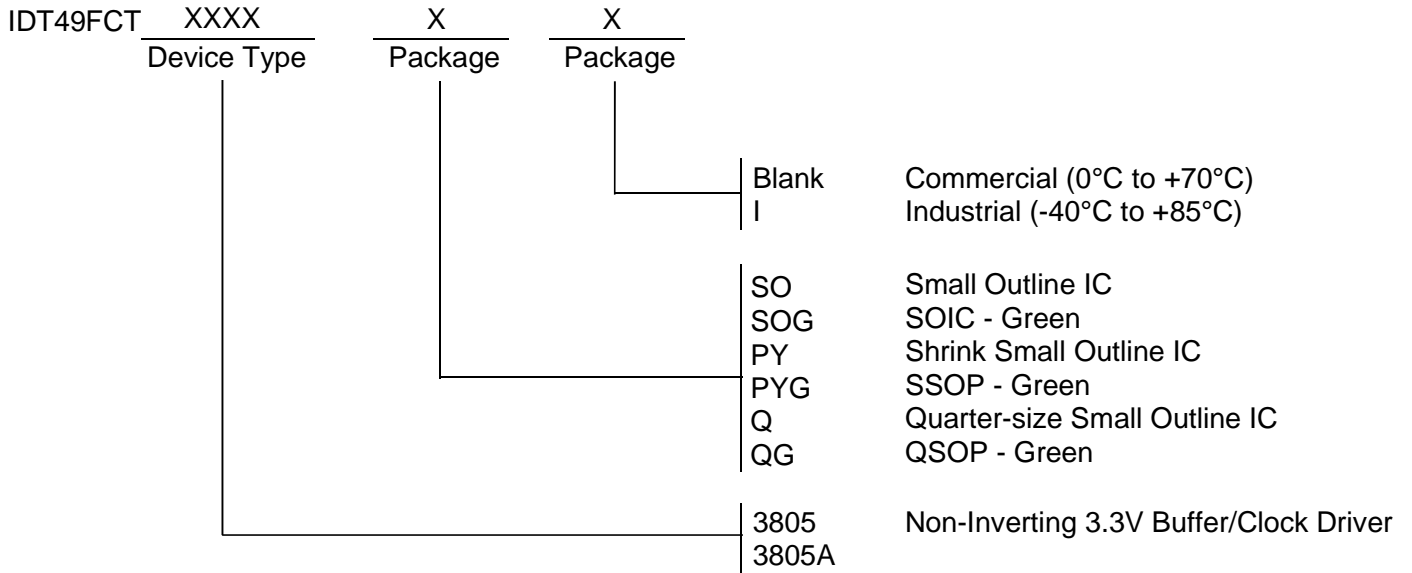 IDT49FCT XXXX X X
Device Type Package Package
Blank Commercial (0°C to +70°C)
I Industrial (-40°C to +85°C)
SO Small Outline IC
SOG SOIC - Green
PY Shrink Small Outline IC
PYG SSOP - Green
Q Quarter-size Small Outline IC
QG QSOP - Green
3805 Non-Inverting 3.3V Buffer/Clock Driver
3805A